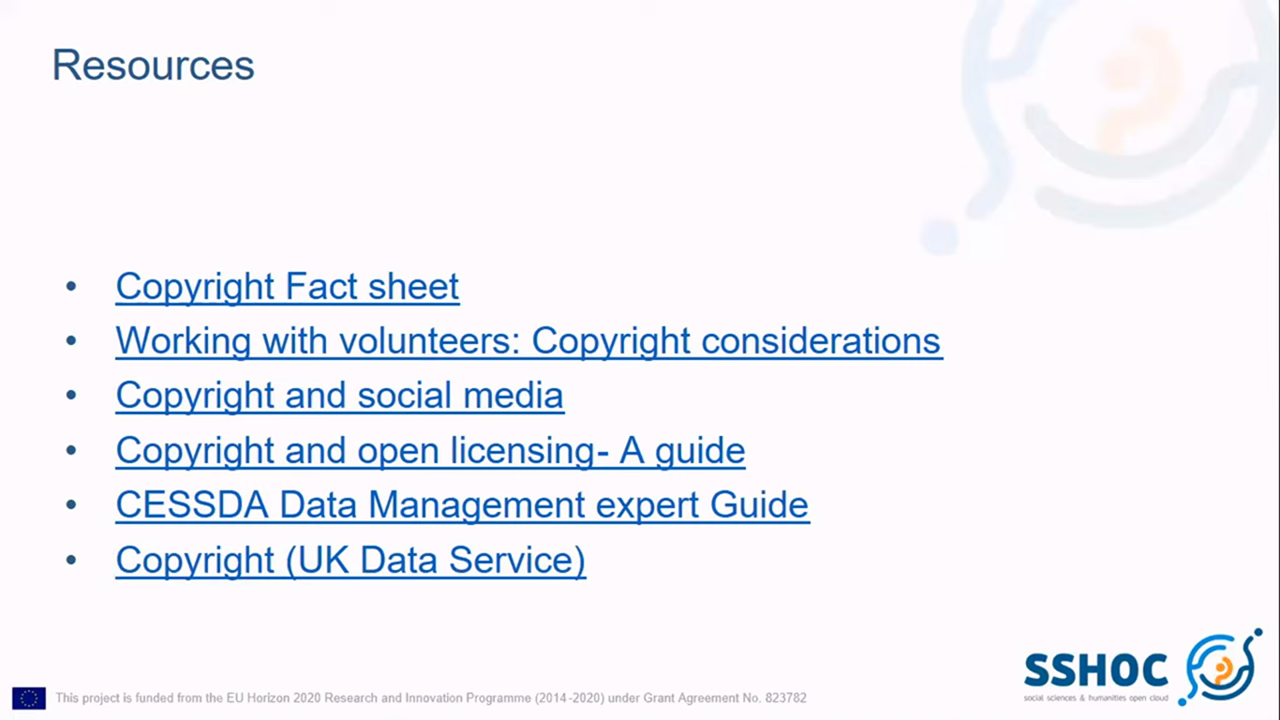 Resources
• Copyright Fact sheet
• Working with volunteers: Copyright considerations
• Copyright and social media
• Copyright and open licensing- A guide
• CESSDA Data Management expert Guide
• Copyright (UK Data Service)
SSHOC
social sciences & humanities open cloud
This project is funded from the EU Horizon 2020 Research and Innovation Programme (2014-2020) under Grant Agreement No. 823782